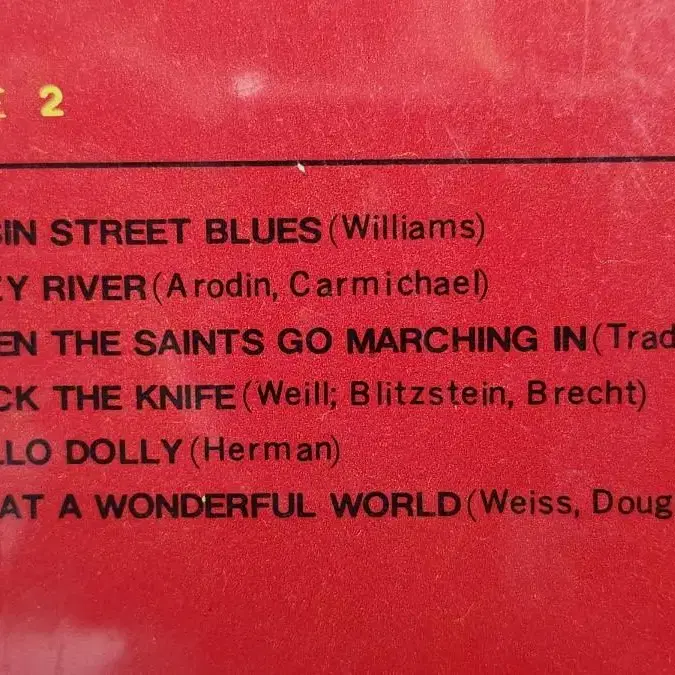 E 2
SIN STREET BLUES (Williams)
ZY RIVER (Arodin, Carmichael)
EN THE SAINTS GO MARCHING IN (Trad
CK THE KNIFE (Weill; Blitzstein, Brecht)
LLO DOLLY (Herman)
AT A WONDERFUL WORLD (Weiss, Doug